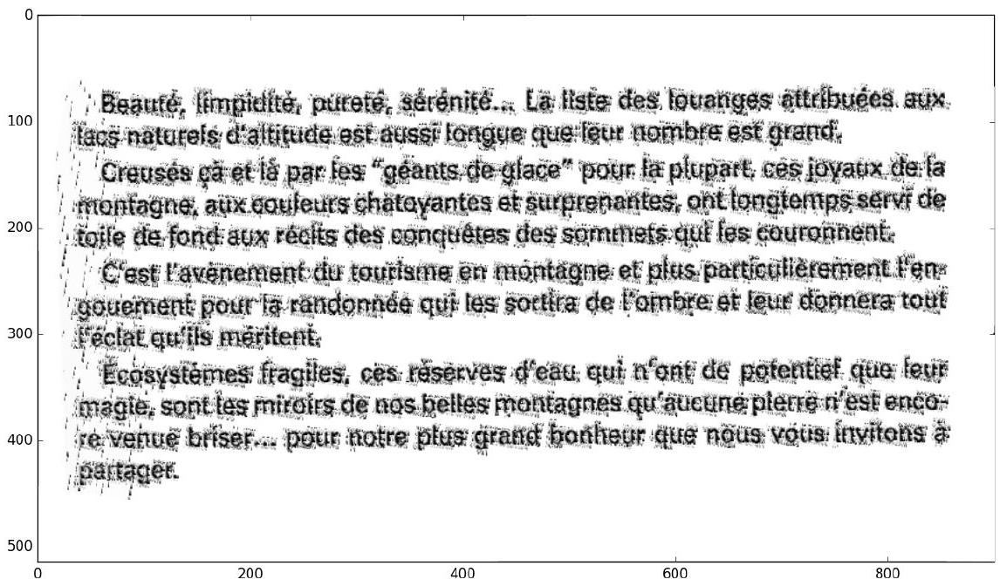 0
100
200
300
400
500
0 200 400 600 800
Beauté, limpidité, pureté, sérénité... La liste des louanges attribuées aux
lacs naturels d'altitude est aussi longue que leur nombre est grand.
Creusés çà et là par les "géants de glace" pour la plupart, ces joyaux de la
montagne, aux couleurs chatoyantes et surprenantes, ont longtemps servi de
toile de fond aux récits des conquêtes des sommets qui les couronnent.
C'est l'avènement du tourisme en montagne et plus particulièrement l'en-
gouement pour la randonnée qui les sortira de l'ombre et leur donnera tout
l'éclat qu'ils méritent.
Ecosystèmes fragiles, ces réserves d'eau qui n'ont de potentiel que leur
magie, sont les miroirs de nos belles montagnes qu'aucune pierre n'est enco-
re venue briser... pour notre plus grand bonheur que nous vous invitons à
partager.